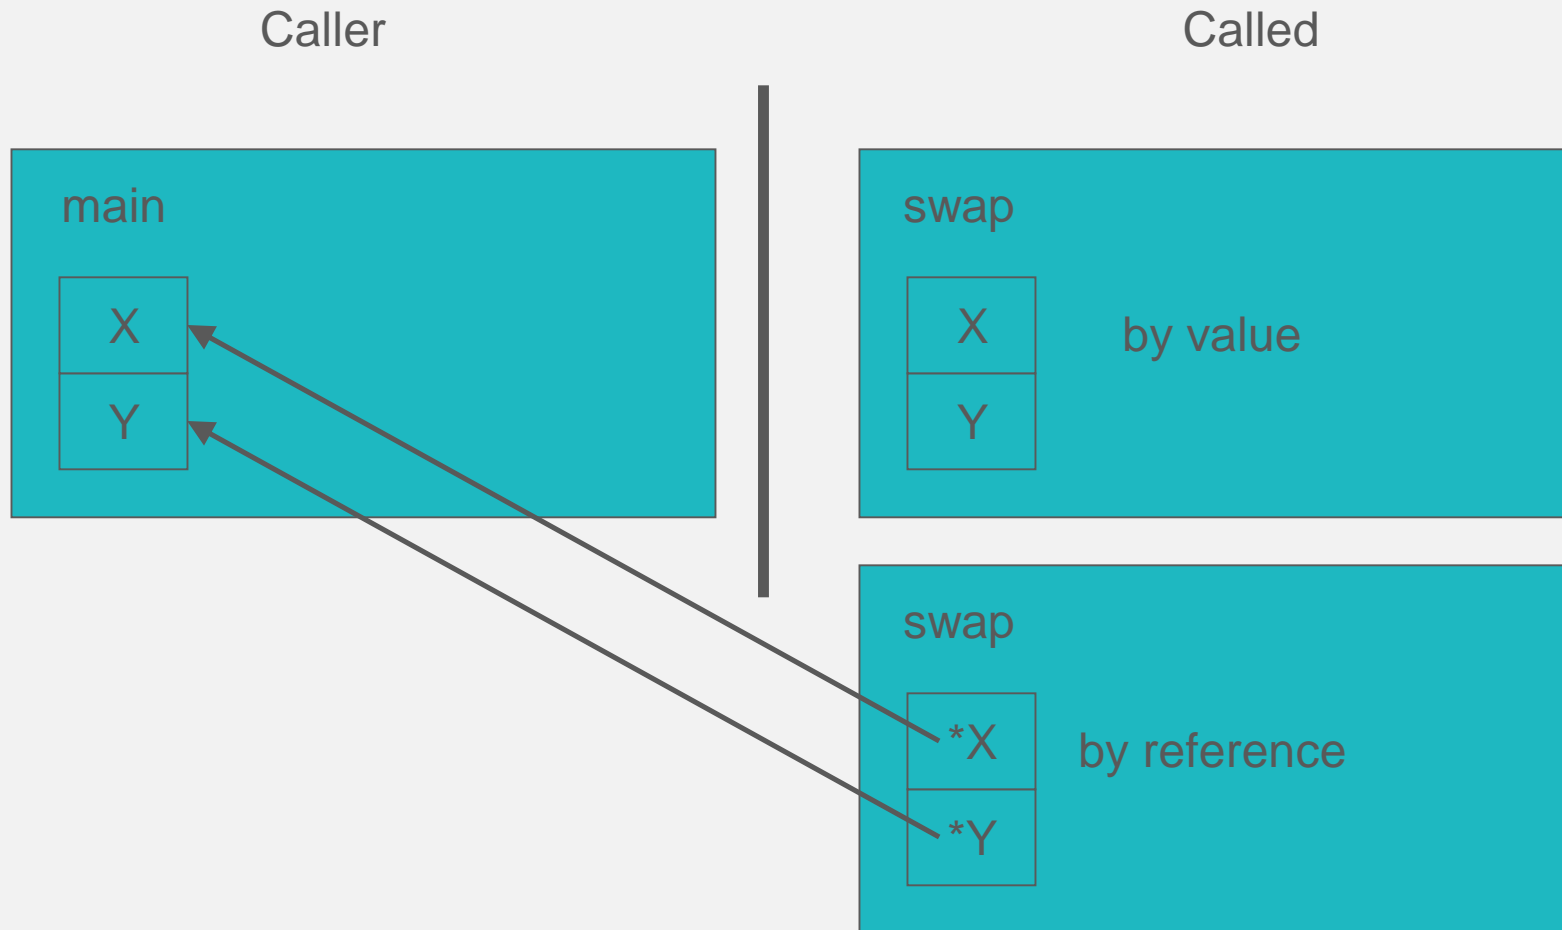 Caller
Called
main
X
Y
swap
X
by value
Y
swap
*X
by reference
*Y